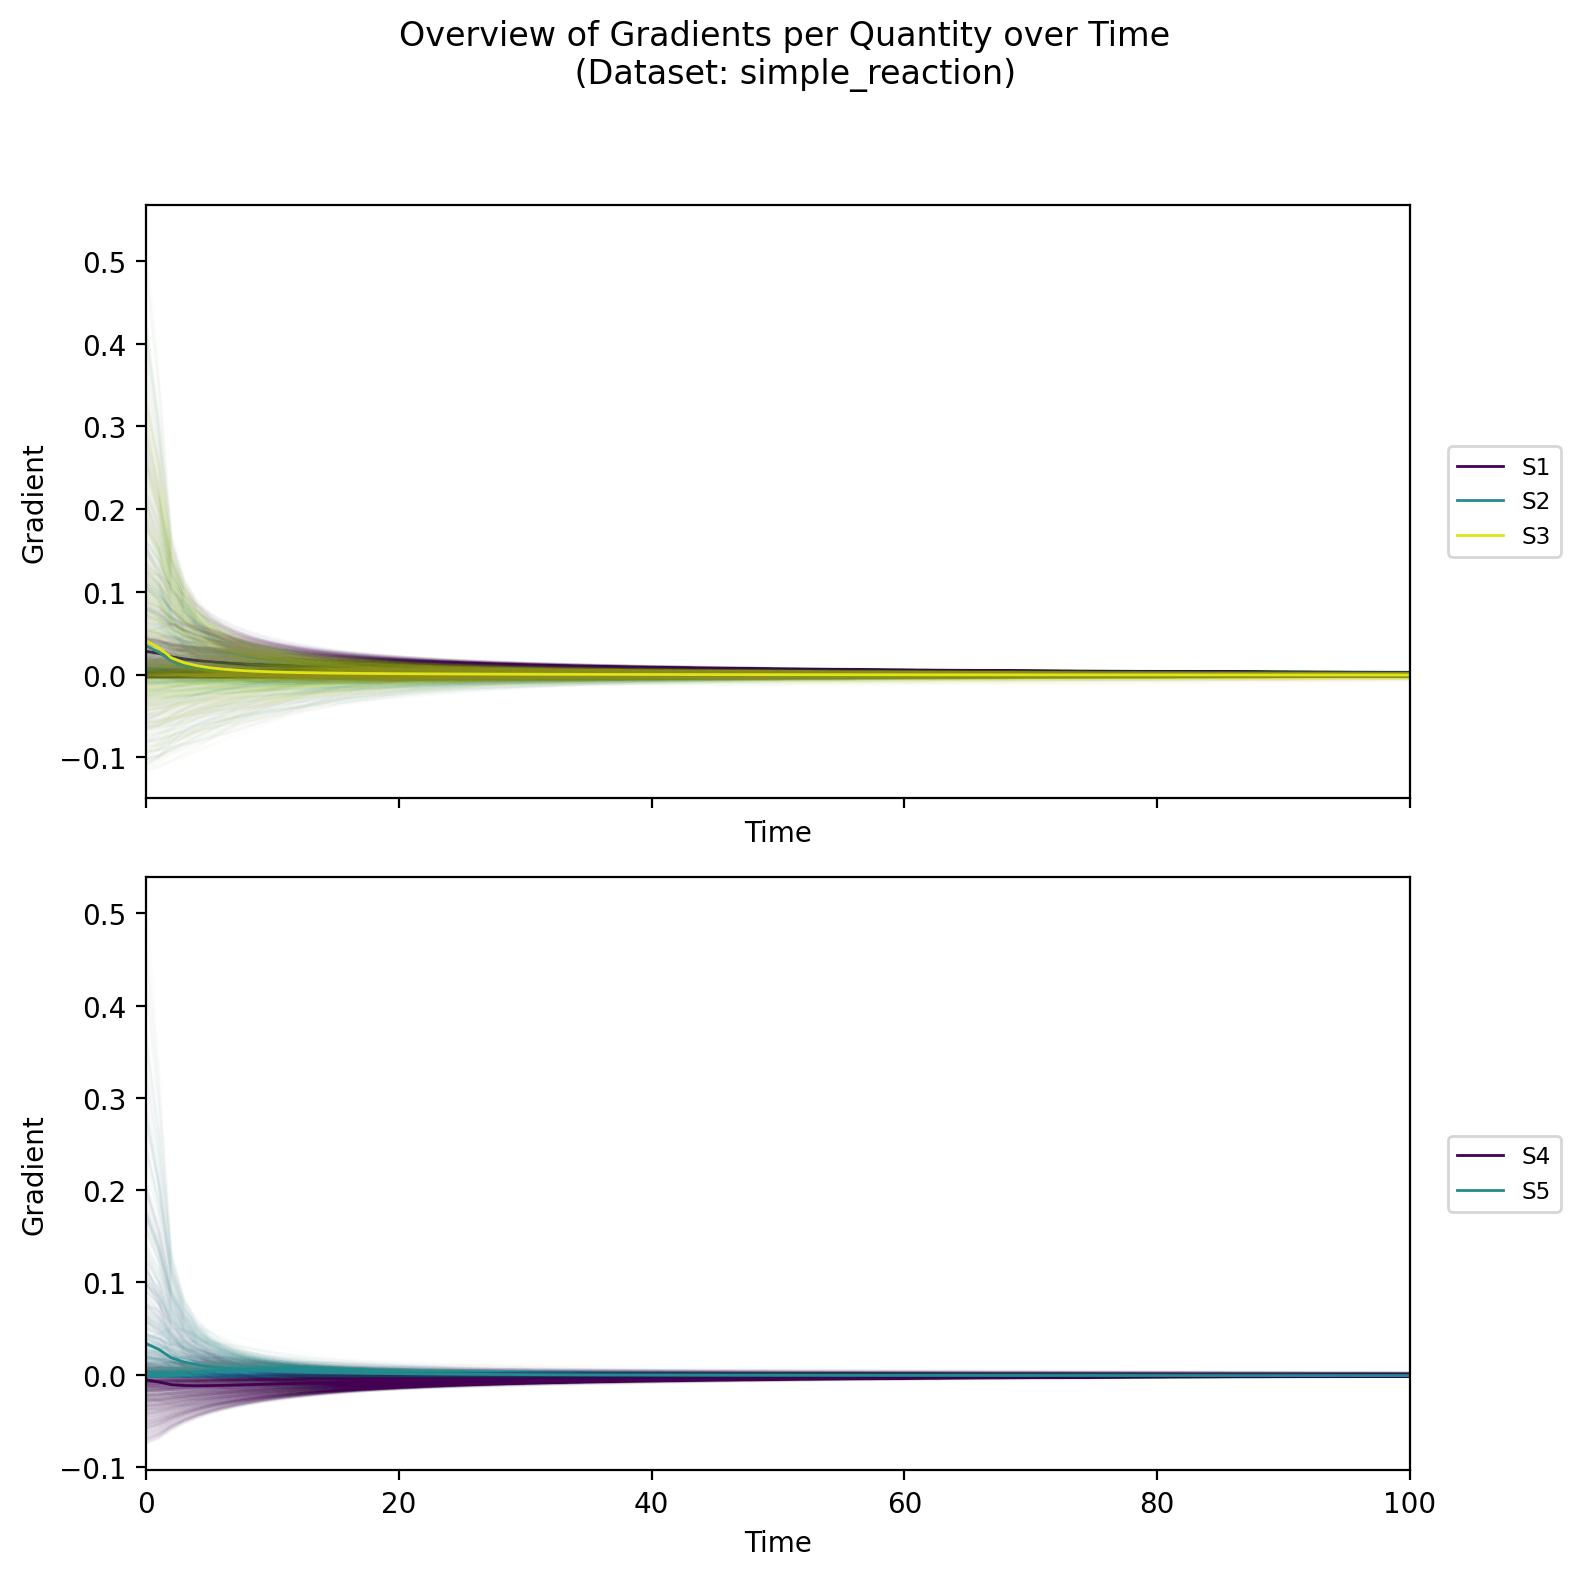 Overview of Gradients per Quantity over Time
(Dataset: simple_reaction)
0.5
0.4
0.3
0.2
0.1
0.0
−0.1
Gradient
Time
S1
S2
S3
0.5
0.4
0.3
0.2
0.1
0.0
−0.1
Gradient
0
20
40
60
80
100
Time
S4
S5